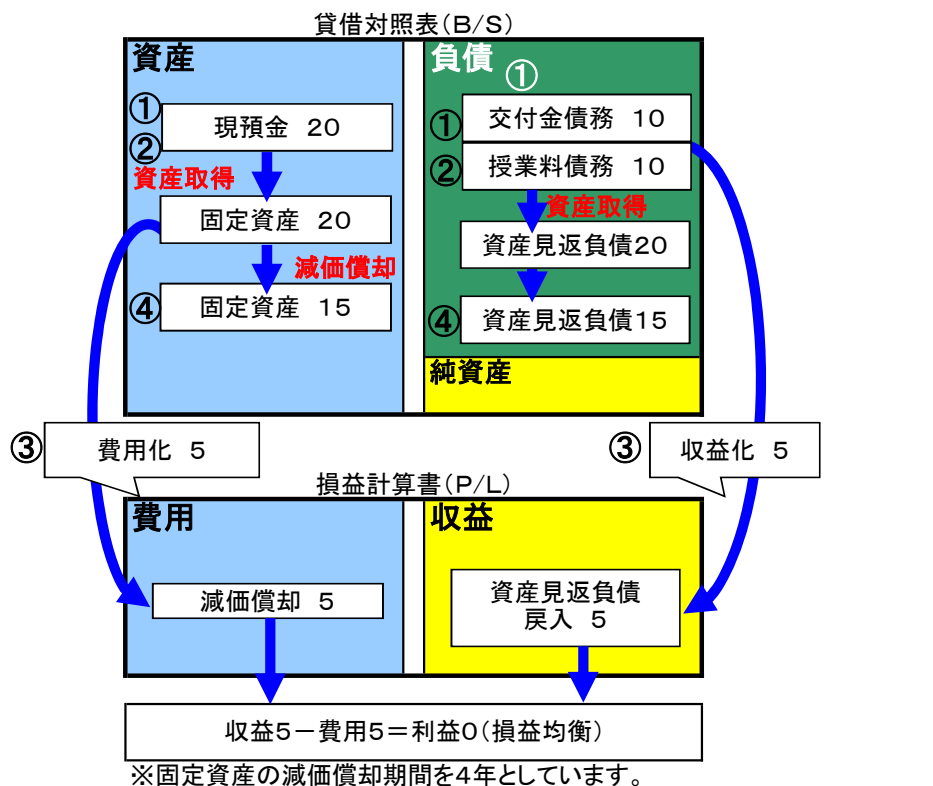 貸借対照表(B/S)
資産
負債
①
①
②
現預金 20
①
交付金債務 10
②
授業料債務 10
資産取得
資産取得
固定資産 20
資産見返負債20
減価償却
④
固定資産 15
④
資産見返負債15
純資産
③
費用化 5
③
収益化 5
損益計算書(P/L)
費用
収益
減価償却 5
資産見返負債
戻入 5
収益5-費用5=利益0(損益均衡)
※固定資産の減価償却期間を4年としています。